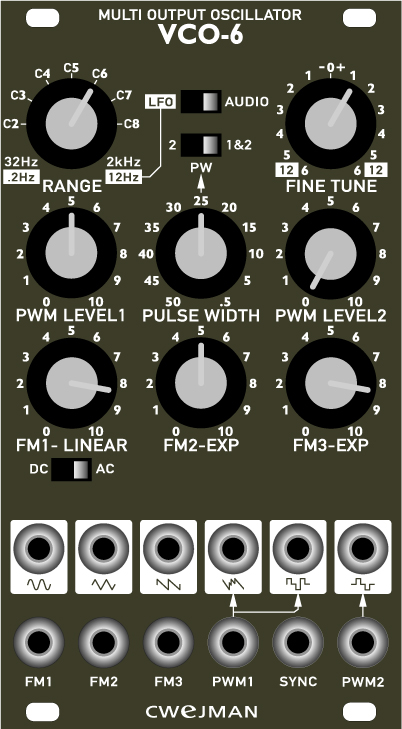 MULTI OUTPUT OSCILLATOR
VCO-6
C2 C3 C4 C5 C6 C7 C8
32Hz 2kHz
.2Hz 12Hz
RANGE
LFO AUDIO
2 1&2
PW
6 5 4 3 2 1 -0+ 1 2 3 4 5 6
12 12
FINE TUNE
0 1 2 3 4 5 6 7 8 9 10
PWM LEVEL1
50 45 40 35 30 25 20 15 10 5 .5
PULSE WIDTH
0 1 2 3 4 5 6 7 8 9 10
PWM LEVEL2
0 1 2 3 4 5 6 7 8 9 10
FM1- LINEAR
0 1 2 3 4 5 6 7 8 9 10
FM2-EXP
0 1 2 3 4 5 6 7 8 9 10
FM3-EXP
DC AC
FM1 FM2 FM3 PWM1 SYNC PWM2
CWeJMAN